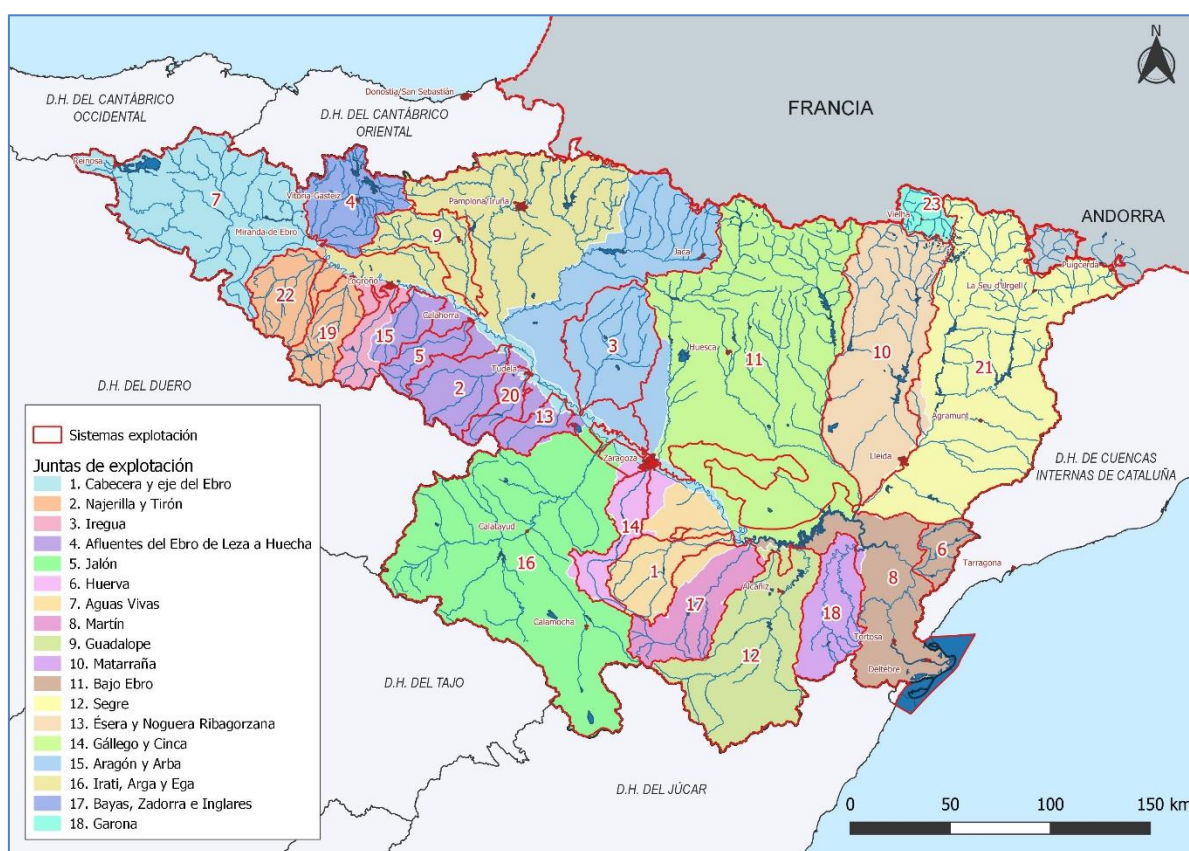 N
Donostia/San Sebastián
D.H. DEL CANTÁBRICO
OCCIDENTAL
D.H. DEL CANTÁBRICO
ORIENTAL
FRANCIA
Reinosa
7
Vitoria-Gasteiz
4
Pamplona/Iruña
23
Vielha
ANDORRA
Miranda de Ebro
9
Jaca
Puigcerda
La Seu d'Urgell
22
Logroño
19
15
Calahorra
5
3
Huesca
11
10
21
2
Tudela
20
13
Agramunt
D.H. DEL DUERO
Zaragoza
Lleida
D.H. DE CUENCAS
INTERNAS DE CATALUÑA
14
Calatayud
16
1
17
Alcañiz
6
Tarragona
8
18
Calamocha
12
Tortosa
Deltebre
D.H. DEL TAJO
D.H. DEL JÚCAR
0 50 100 150 km
Sistemas explotación
Juntas de explotación
1. Cabecera y eje del Ebro
2. Najerilla y Tirón
3. Iregua
4. Afluentes del Ebro de Leza a Huecha
5. Jalón
6. Huerva
7. Aguas Vivas
8. Martín
9. Guadalope
10. Matarraña
11. Bajo Ebro
12. Segre
13. Ésera y Noguera Ribagorzana
14. Gállego y Cinca
15. Aragón y Arba
16. Irati, Arga y Ega
17. Bayas, Zadorra e Inglares
18. Garona